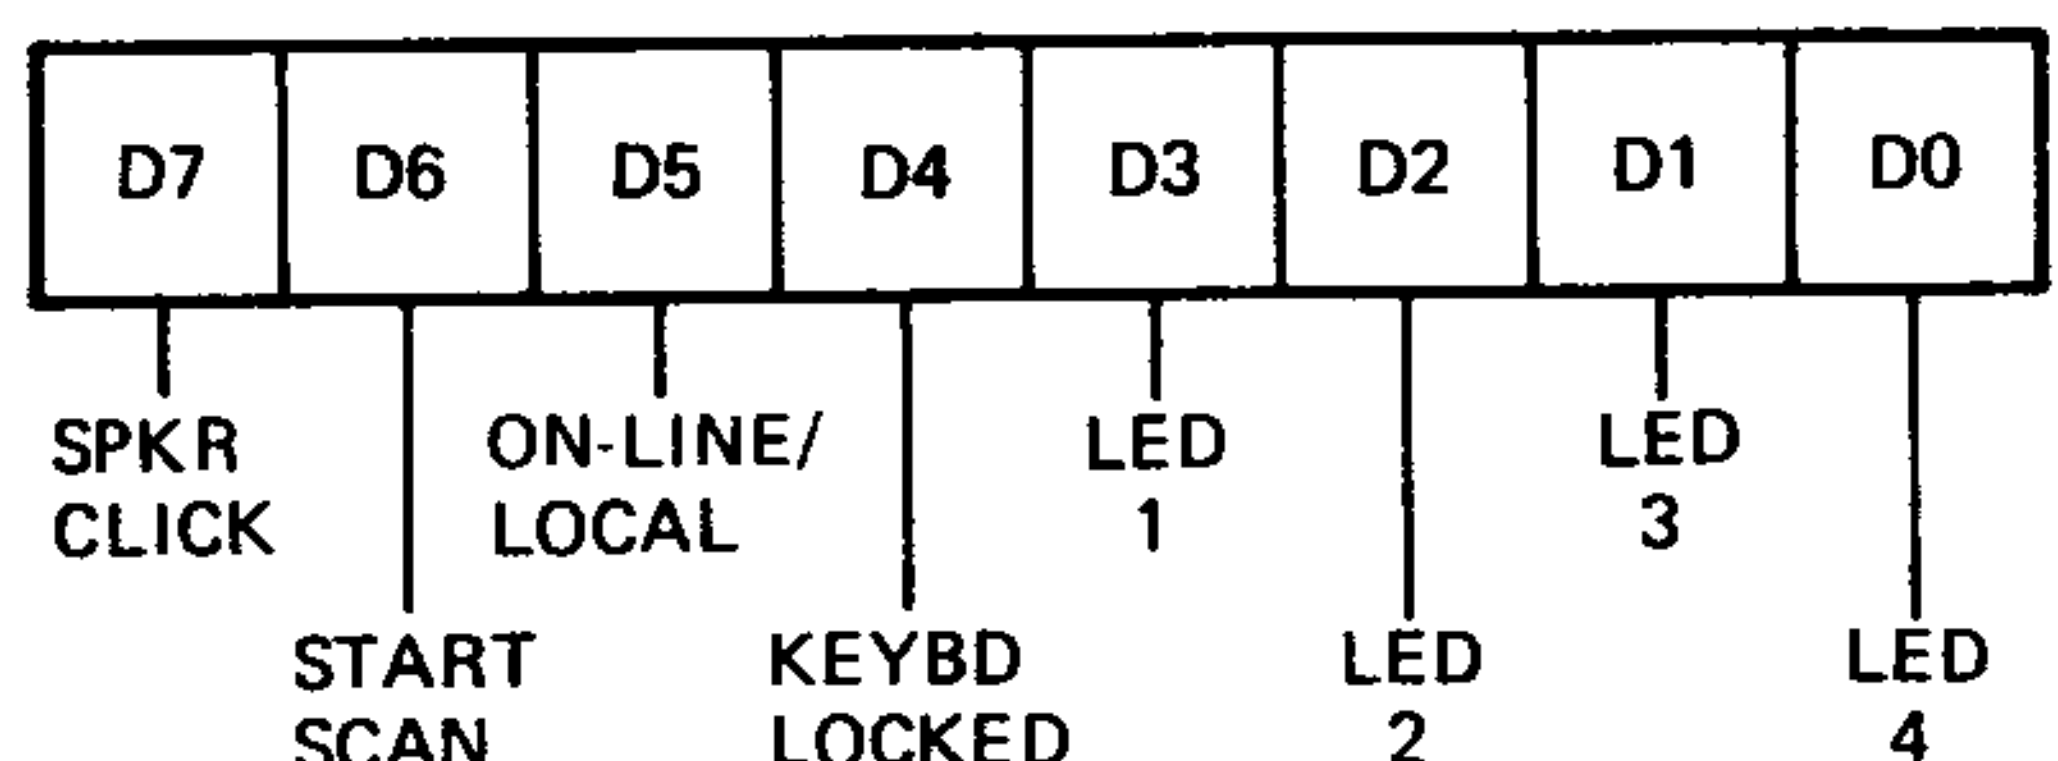 D7 D6 D5 D4 D3 D2 D1 D0
SPKR
CLICK
START
SCAN
ON-LINE/
LOCAL
KEYBD
LOCKED
LED
1
LED
2
LED
3
LED
4